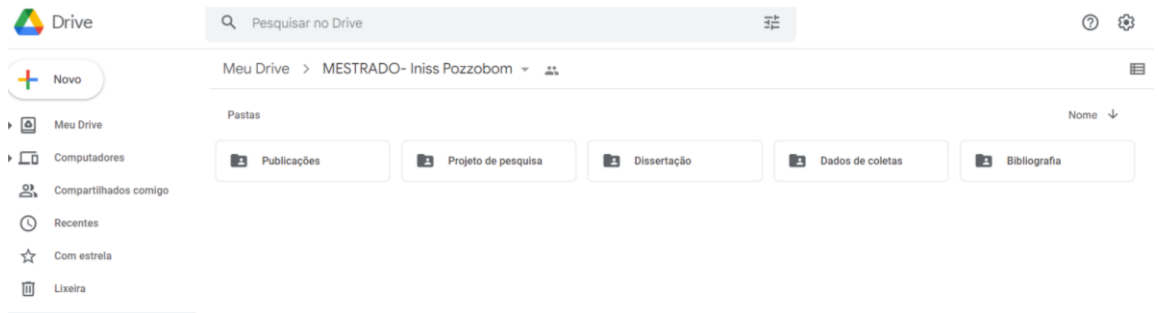 Drive
Pesquisar no Drive
Novo
Meu Drive
Computadores
Compartilhados comigo
Recentes
Com estrela
Lixeira
Meu Drive > MESTRADO- Iniss Pozzobom
Pastas
Nome
Publicações
Projeto de pesquisa
Dissertação
Dados de coletas
Bibliografia